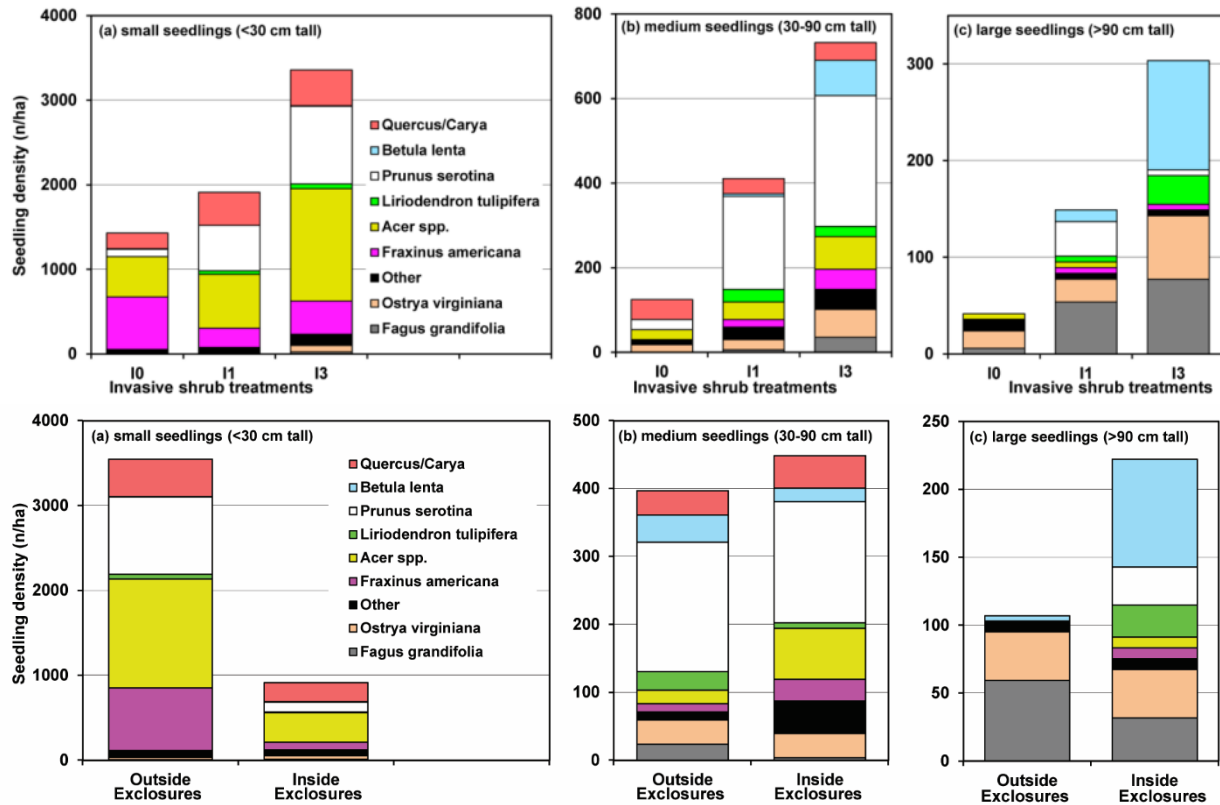 (a) small seedlings (<30 cm tall)
4000
3000
2000
1000
0
Seedling density (n/ha)
Quercus/Carya
Betula lenta
Prunus serotina
Liriodendron tulipifera
Acer spp.
Fraxinus americana
Other
Ostrya virginiana
Fagus grandifolia
I0
I1
I3
Invasive shrub treatments
(b) medium seedlings (30-90 cm tall)
800
600
400
200
0
I0
I1
I3
Invasive shrub treatments
(c) large seedlings (>90 cm tall)
300
200
100
0
I0
I1
I3
Invasive shrub treatments
(a) small seedlings (<30 cm tall)
4000
3000
2000
1000
0
Seedling density (n/ha)
Quercus/Carya
Betula lenta
Prunus serotina
Liriodendron tulipifera
Acer spp.
Fraxinus americana
Other
Ostrya virginiana
Fagus grandifolia
Outside
Exclosures
Inside
Exclosures
(b) medium seedlings (30-90 cm tall)
500
400
300
200
100
0
Outside
Exclosures
Inside
Exclosures
(c) large seedlings (>90 cm tall)
250
200
150
100
50
0
Outside
Exclosures
Inside
Exclosures